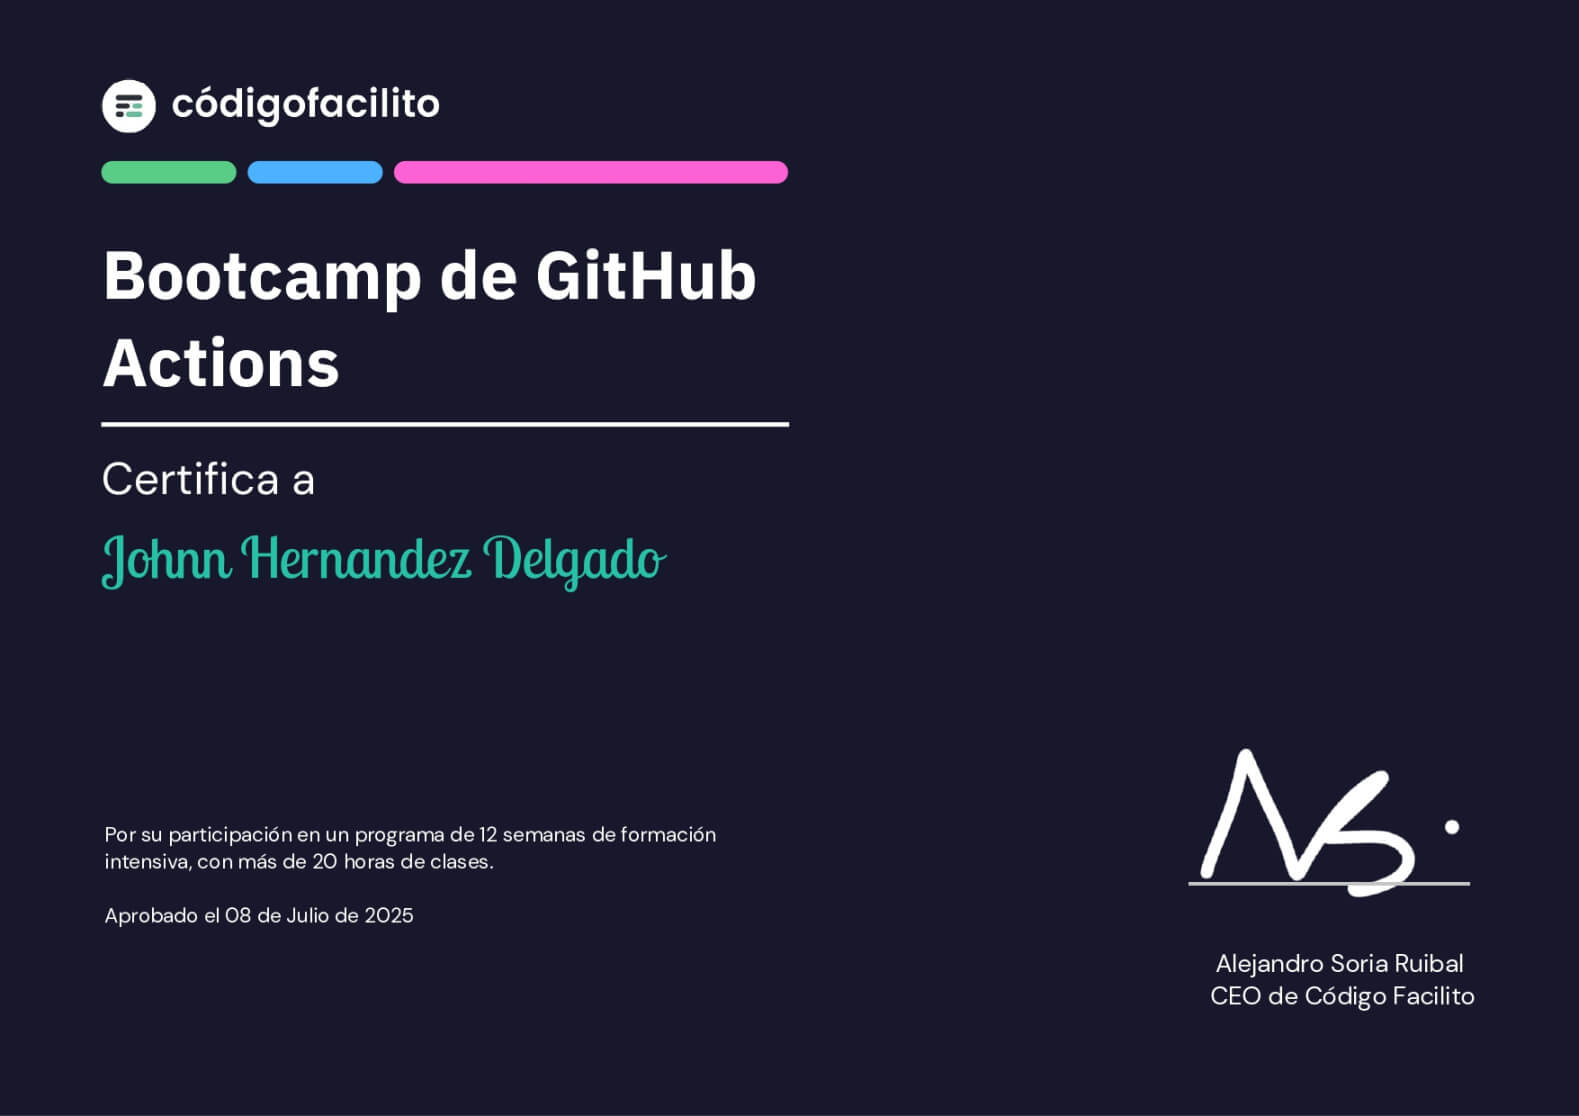 códigofacilito
Bootcamp de GitHub
Actions
Certifica a
Johnn Hernandez Delgado
Por su participación en un programa de 12 semanas de formación
intensiva, con más de 20 horas de clases.
Aprobado el 08 de Julio de 2025
Alejandro Soria Ruibal
CEO de Código Facilito